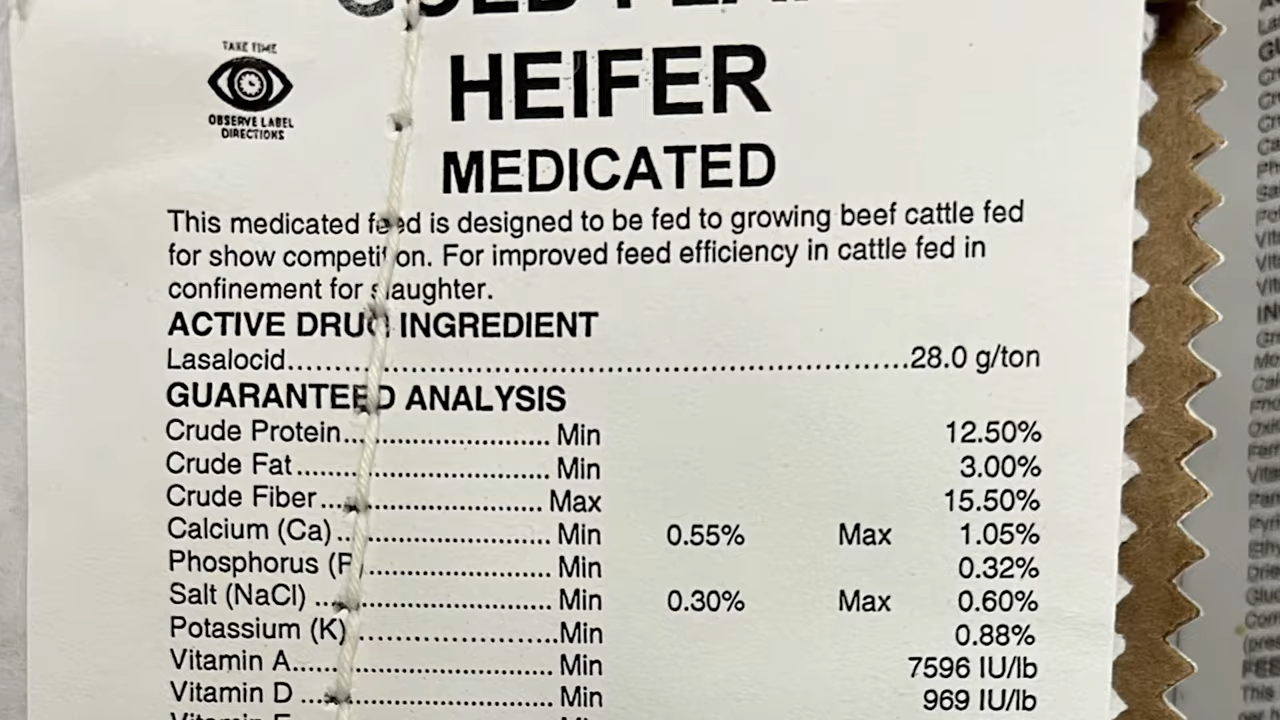 GOLD
TAKE TIME
OBSERVE LABEL
DIRECTIONS
HEIFER
MEDICATED
This medicated feed is designed to be fed to growing beef cattle fed
for show competition. For improved feed efficiency in cattle fed in
confinement for slaughter.
ACTIVE DRUG INGREDIENT
Lasalocid..........................................................................28.0 g/ton
GUARANTEED ANALYSIS
Crude Protein............................... Min 12.50%
Crude Fat..................................... Min 3.00%
Crude Fiber.................................. Max 15.50%
Calcium (Ca)................................ Min 0.55% Max 1.05%
Phosphorus (P ............................. Min 0.32%
Salt (NaCl) ................................... Min 0.30% Max 0.60%
Potassium (K)...............................Min 0.88%
Vitamin A...................................... Min 7596 IU/lb
Vitamin D ..................................... Min 969 IU/lb